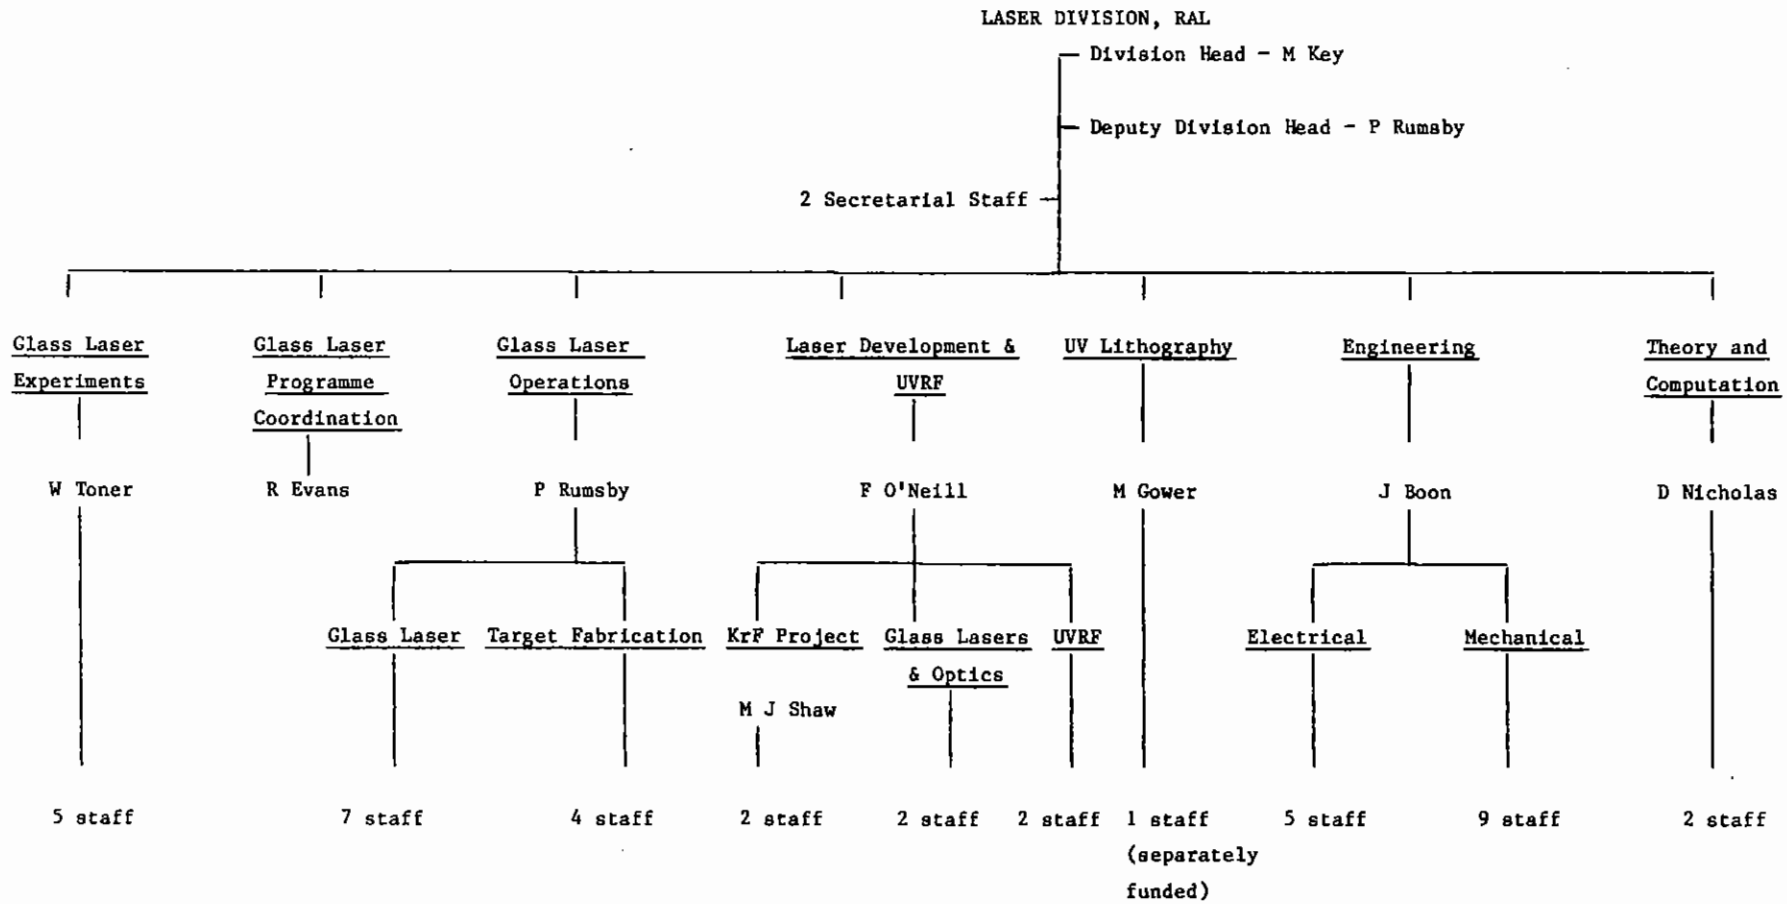 LASER DIVISION, RAL
Division Head - M Key
Deputy Division Head - P Rumsby
2 Secretarial Staff
Glass Laser
Experiments
Glass Laser
Programme
Coordination
Glass Laser
Operations
Laser Development &
UVRF
UV Lithography
Engineering
Theory and
Computation
W Toner
R Evans
P Rumsby
F O'Neill
M Gower
J Boon
D Nicholas
Glass Laser
Target Fabrication
KrF Project
Glass Lasers
& Optics
UVRF
Electrical
Mechanical
M J Shaw
5 staff
7 staff
4 staff
2 staff
2 staff
2 staff
1 staff
(separately
funded)
5 staff
9 staff
2 staff